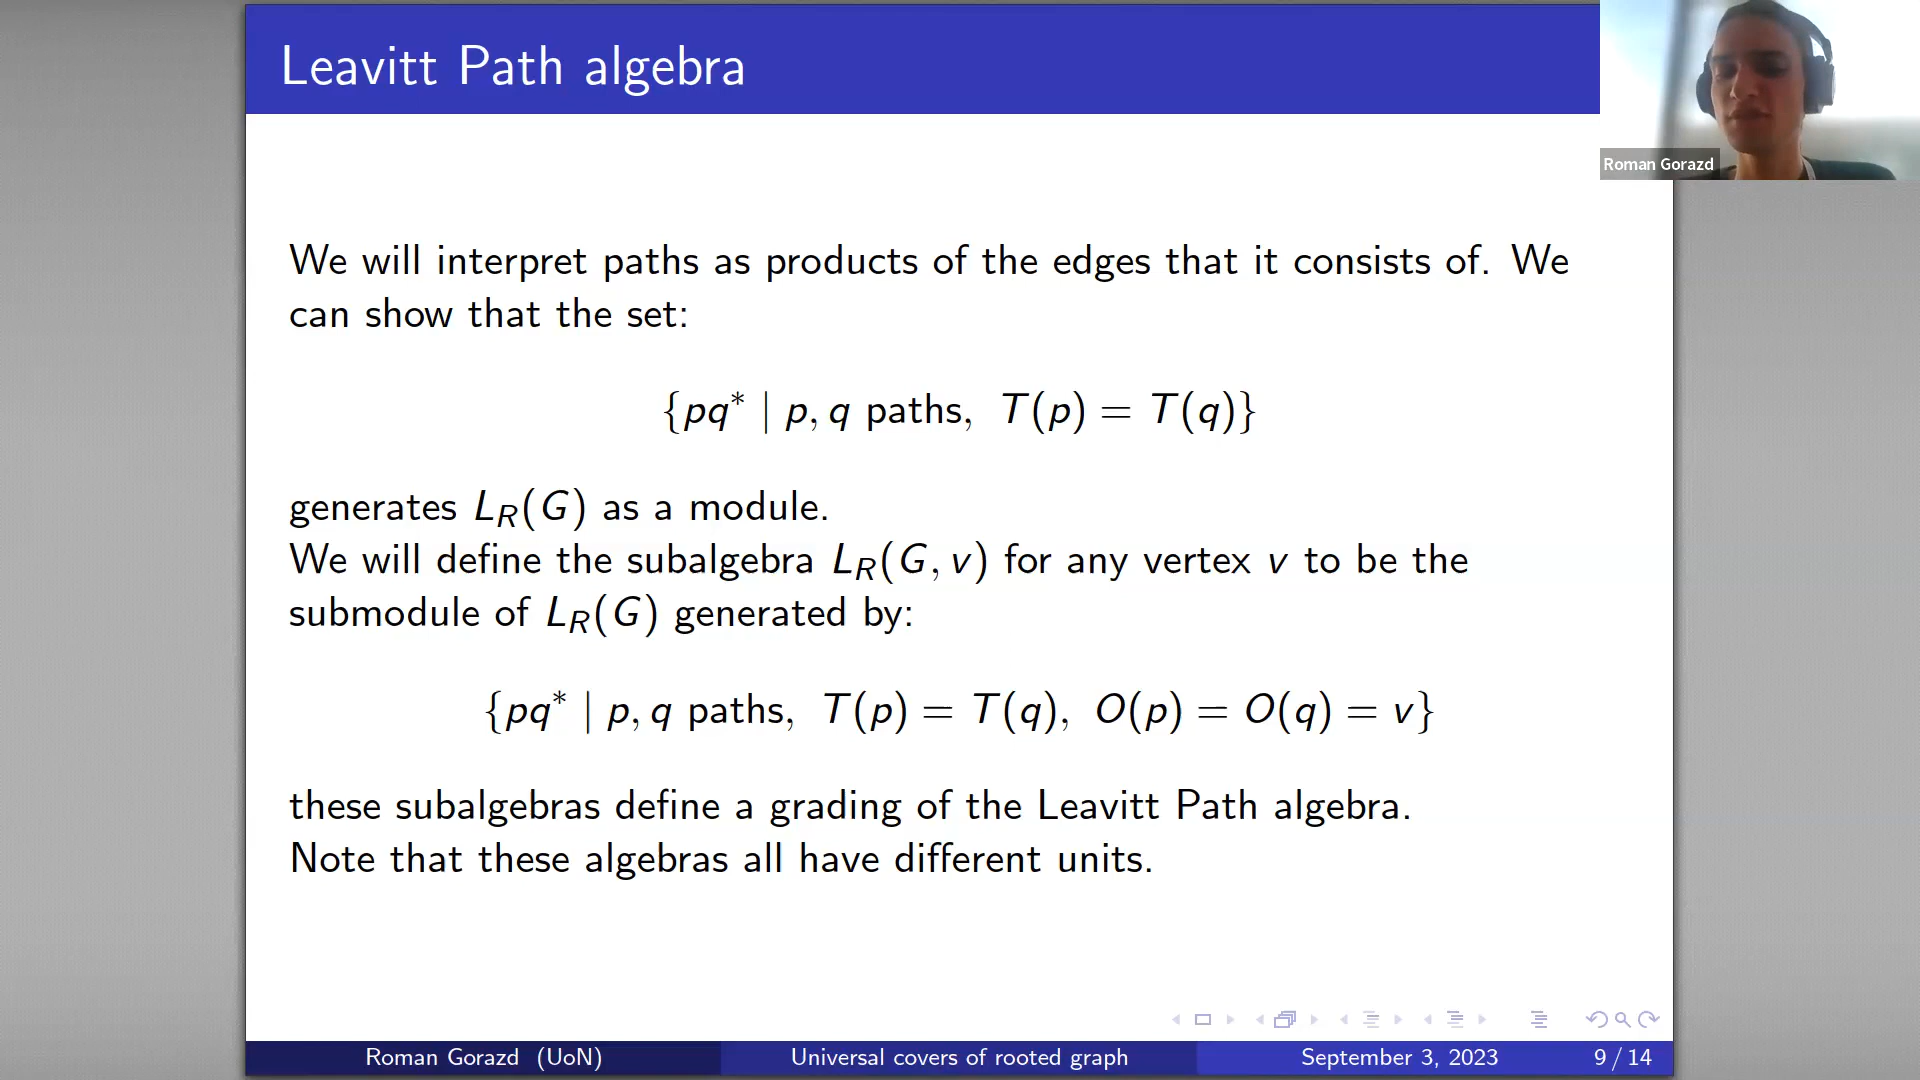 Leavitt Path algebra
Roman Gorazd
We will interpret paths as products of the edges that it consists of. We
can show that the set:
{pq* | p, q paths, T(p) = T(q)}
generates L_R(G) as a module.
We will define the subalgebra L_R(G, v) for any vertex v to be the
submodule of L_R(G) generated by:
{pq* | p, q paths, T(p) = T(q), O(p) = O(q) = v}
these subalgebras define a grading of the Leavitt Path algebra.
Note that these algebras all have different units.
Roman Gorazd (UoN) Universal covers of rooted graph September 3, 2023 9 / 14